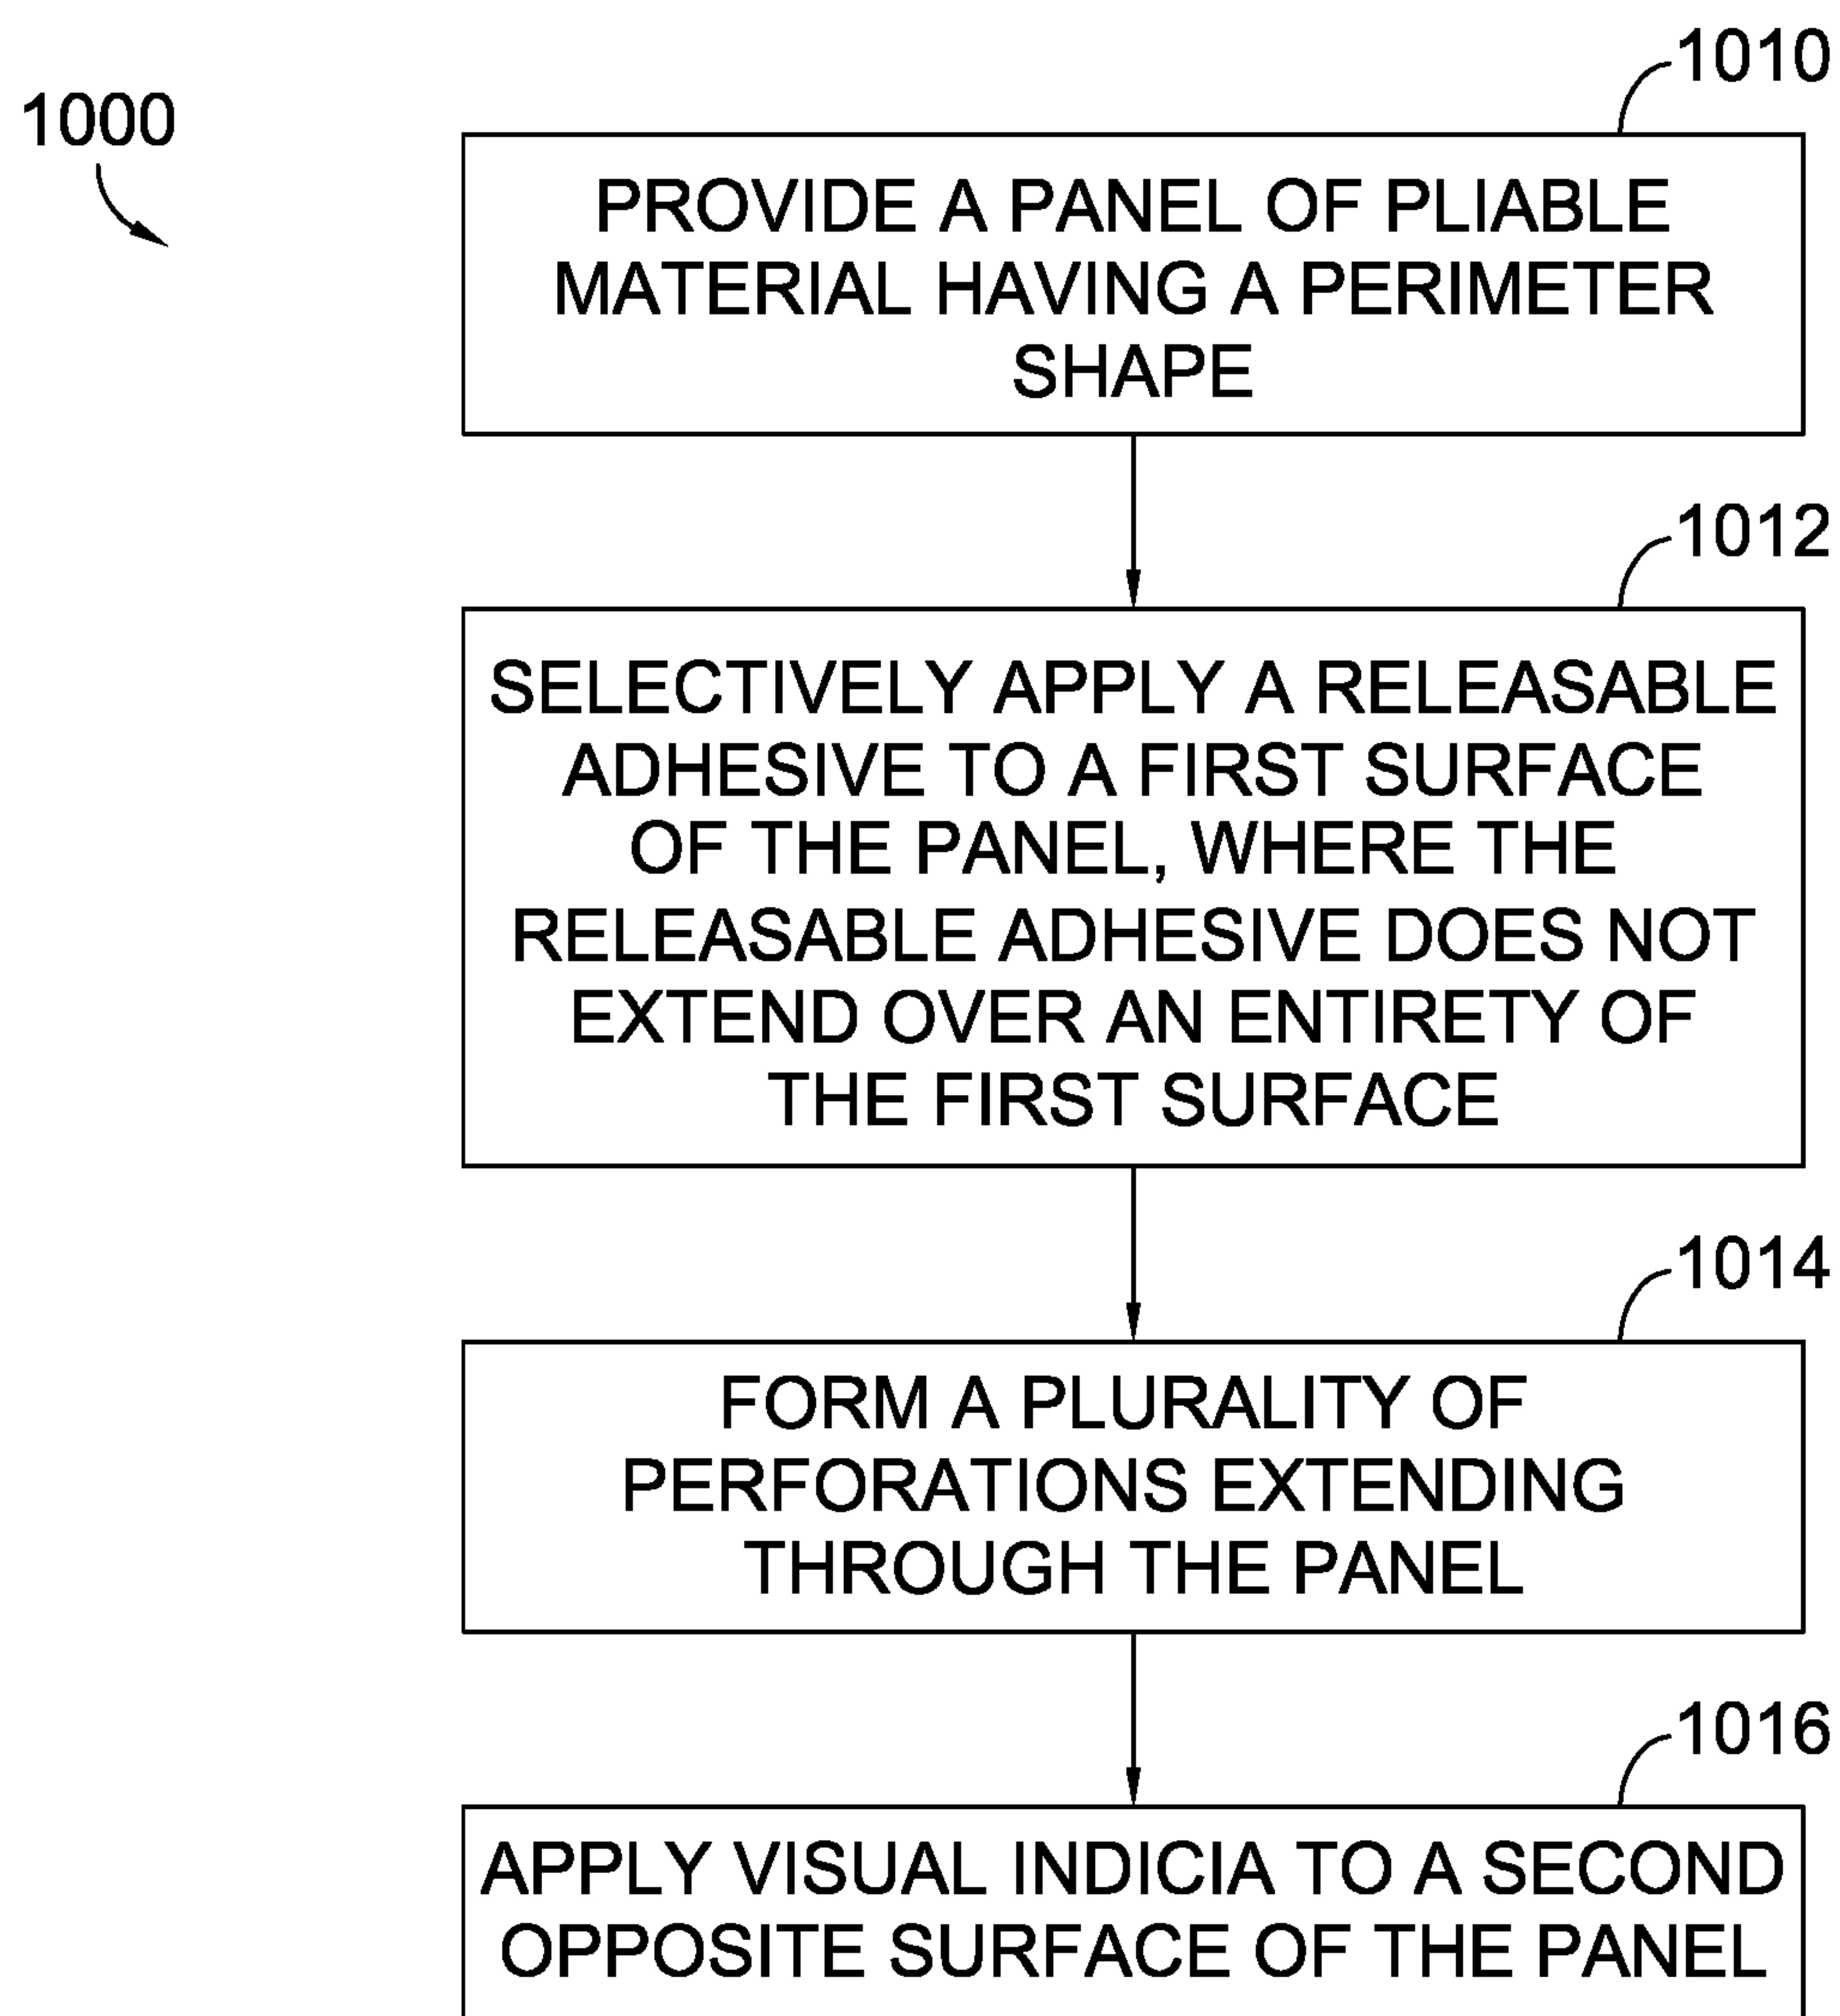 1010
1000
PROVIDE A PANEL OF PLIABLE
MATERIAL HAVING A PERIMETER
SHAPE
1012
SELECTIVELY APPLY A RELEASABLE
ADHESIVE TO A FIRST SURFACE
OF THE PANEL, WHERE THE
RELEASABLE ADHESIVE DOES NOT
EXTEND OVER AN ENTIRETY OF
THE FIRST SURFACE
1014
FORM A PLURALITY OF
PERFORATIONS EXTENDING
THROUGH THE PANEL
1016
APPLY VISUAL INDICIA TO A SECOND
OPPOSITE SURFACE OF THE PANEL